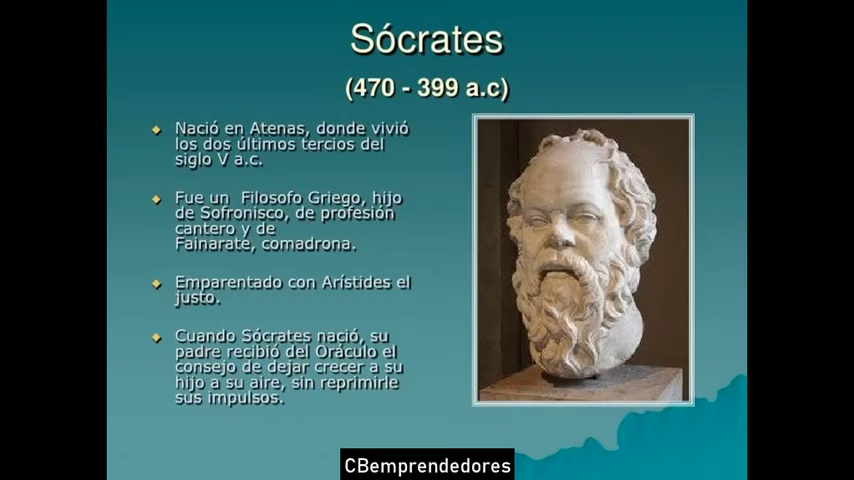 Sócrates
(470 - 399 a.c)
Nació en Atenas, donde vivió
los dos últimos tercios del
siglo V a.c.
Fue un Filosofo Griego, hijo
de Sofronisco, de profesión
cantero y de
Fainarate, comadrona.
Emparentado con Arístides el
justo.
Cuando Sócrates nació, su
padre recibió del Oráculo el
consejo de dejar crecer a su
hijo a su aire, sin reprimirle
sus impulsos.
CBemprendedores